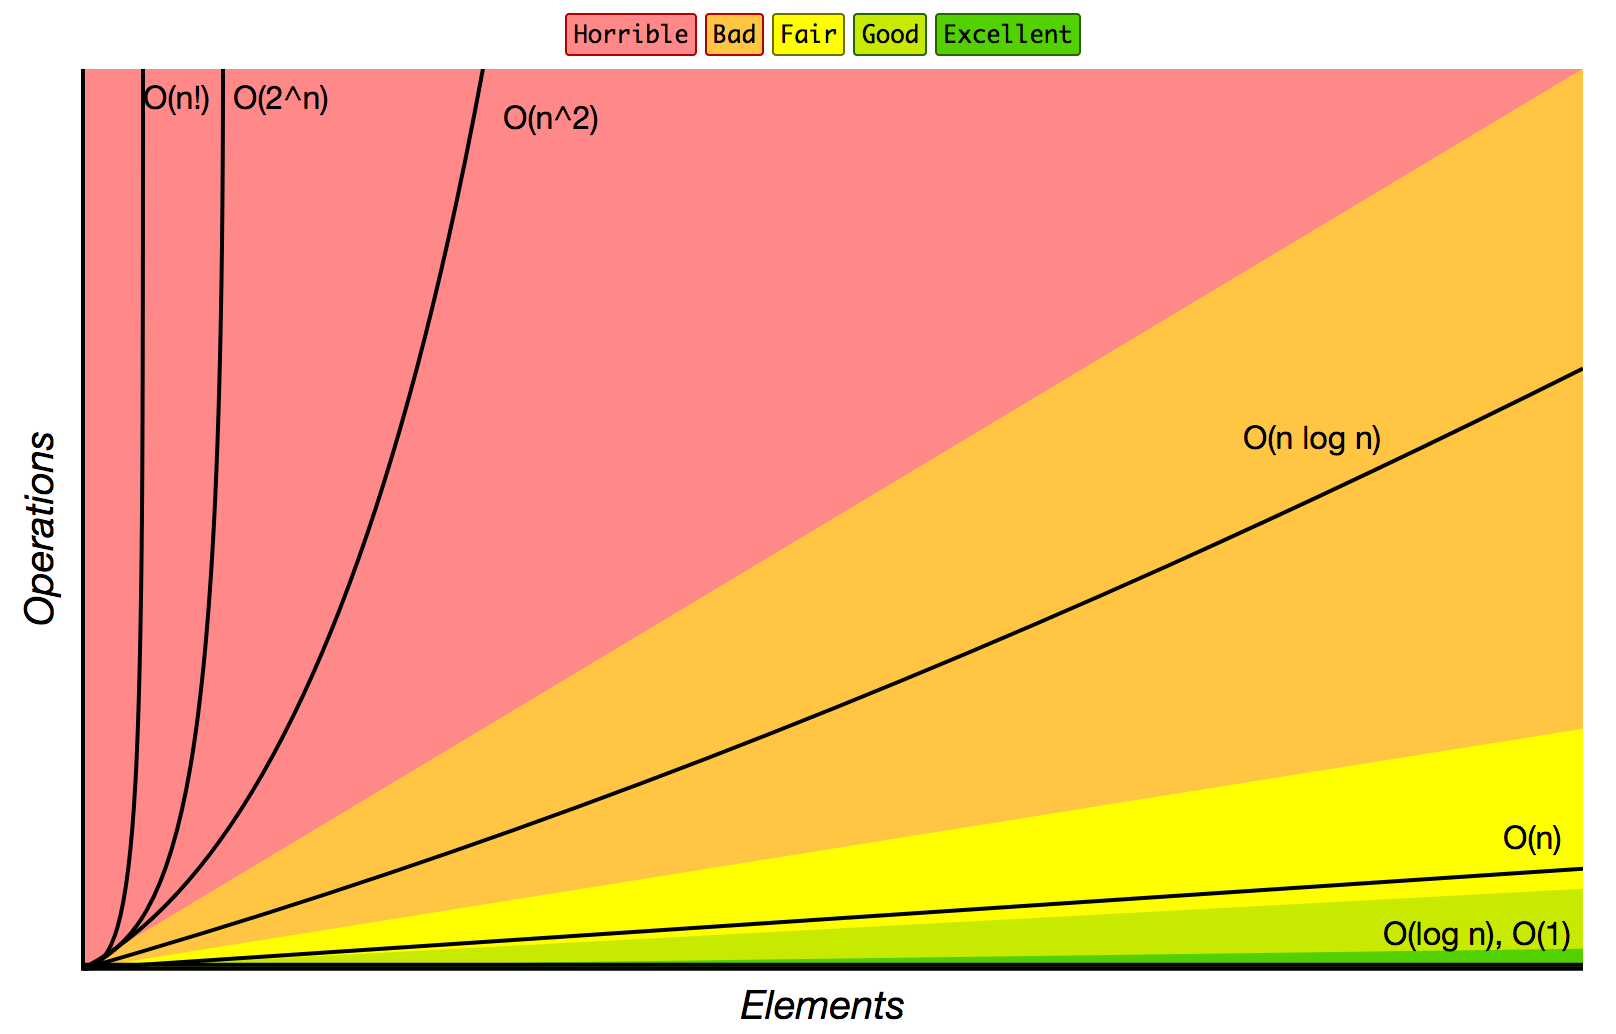 Horrible Bad Fair Good Excellent
O(n!) O(2^n)
O(n^2)
O(n log n)
Operations
O(n)
O(log n), O(1)
Elements